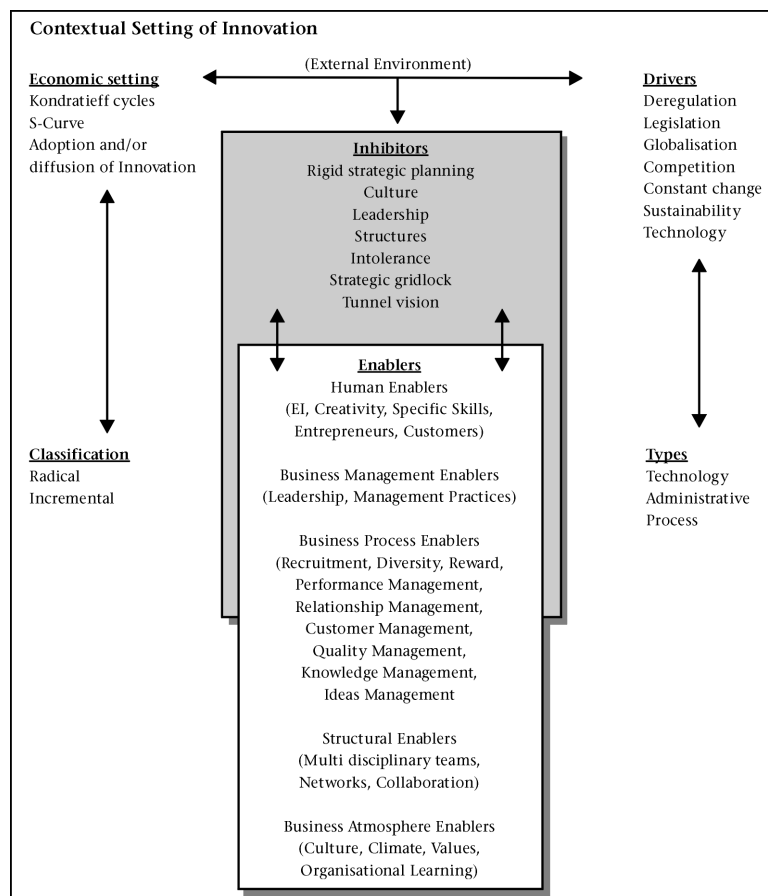 Contextual Setting of Innovation
(External Environment)
Economic setting
Kondratieff cycles
S-Curve
Adoption and/or
diffusion of Innovation
Drivers
Deregulation
Legislation
Globalisation
Competition
Constant change
Sustainability
Technology
Inhibitors
Rigid strategic planning
Culture
Leadership
Structures
Intolerance
Strategic gridlock
Tunnel vision
Enablers
Human Enablers
(EI, Creativity, Specific Skills,
Entrepreneurs, Customers)
Business Management Enablers
(Leadership, Management Practices)
Business Process Enablers
(Recruitment, Diversity, Reward,
Performance Management,
Relationship Management,
Customer Management,
Quality Management,
Knowledge Management,
Ideas Management
Structural Enablers
(Multi disciplinary teams,
Networks, Collaboration)
Business Atmosphere Enablers
(Culture, Climate, Values,
Organisational Learning)
Classification
Radical
Incremental
Types
Technology
Administrative
Process